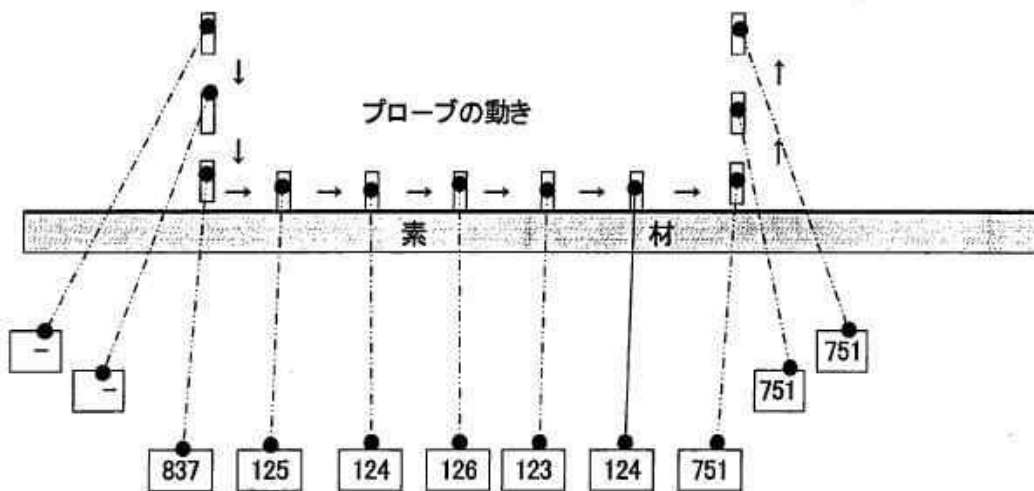 ↓ ↑
プローブの動き
↓ ↑
→ → → → → →
素材
－ 751
－ 751
837 125 124 126 123 124 751